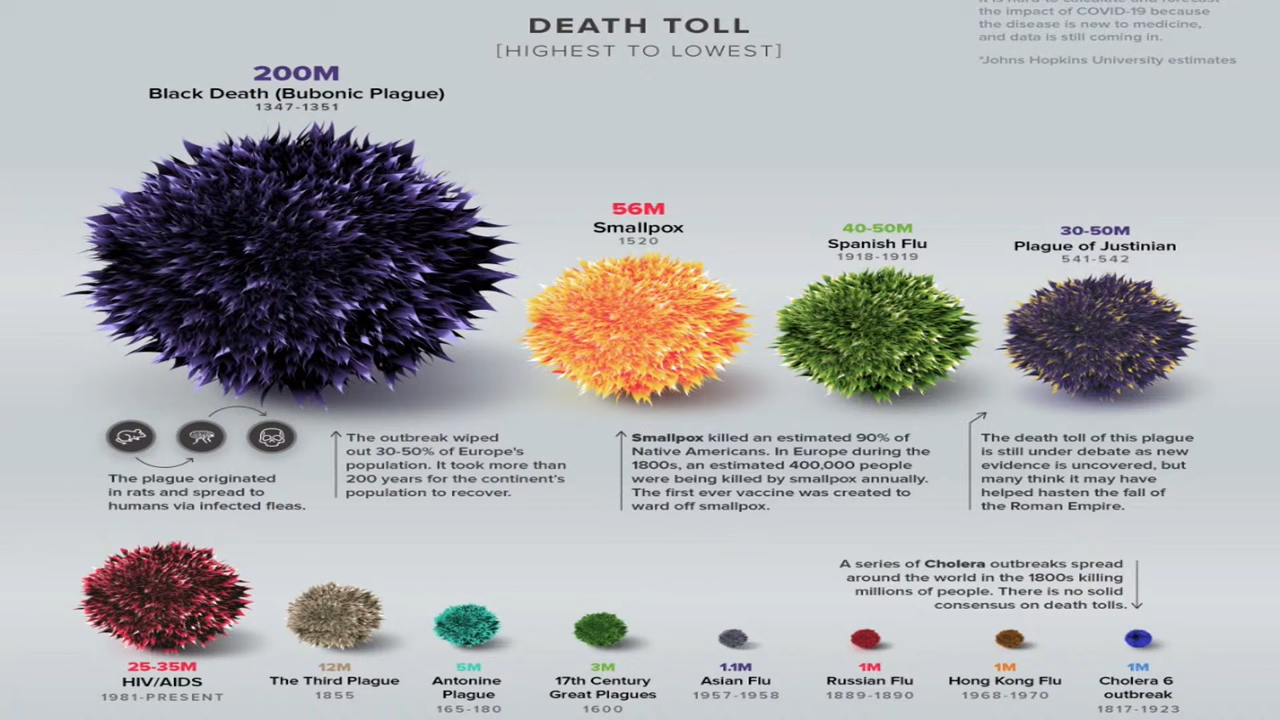 the impact of COVID-19 because
the disease is new to medicine,
and data is still coming in.
*Johns Hopkins University estimates
DEATH TOLL
[HIGHEST TO LOWEST]
200M
Black Death (Bubonic Plague)
1347-1351
56M
Smallpox
1520
40-50M
Spanish Flu
1918-1919
30-50M
Plague of Justinian
541-542
The plague originated
in rats and spread to
humans via infected fleas.
The outbreak wiped
out 30-50% of Europe's
population. It took more than
200 years for the continent's
population to recover.
Smallpox killed an estimated 90% of
Native Americans. In Europe during the
1800s, an estimated 400,000 people
were being killed by smallpox annually.
The first ever vaccine was created to
ward off smallpox.
The death toll of this plague
is still under debate as new
evidence is uncovered, but
many think it may have
helped hasten the fall of
the Roman Empire.
A series of Cholera outbreaks spread
around the world in the 1800s killing
millions of people. There is no solid
consensus on death tolls.
25-35M
HIV/AIDS
1981-PRESENT
12M
The Third Plague
1855
5M
Antonine
Plague
165-180
3M
17th Century
Great Plagues
1600
1.1M
Asian Flu
1957-1958
1M
Russian Flu
1889-1890
1M
Hong Kong Flu
1968-1970
1M
Cholera 6
outbreak
1817-1923